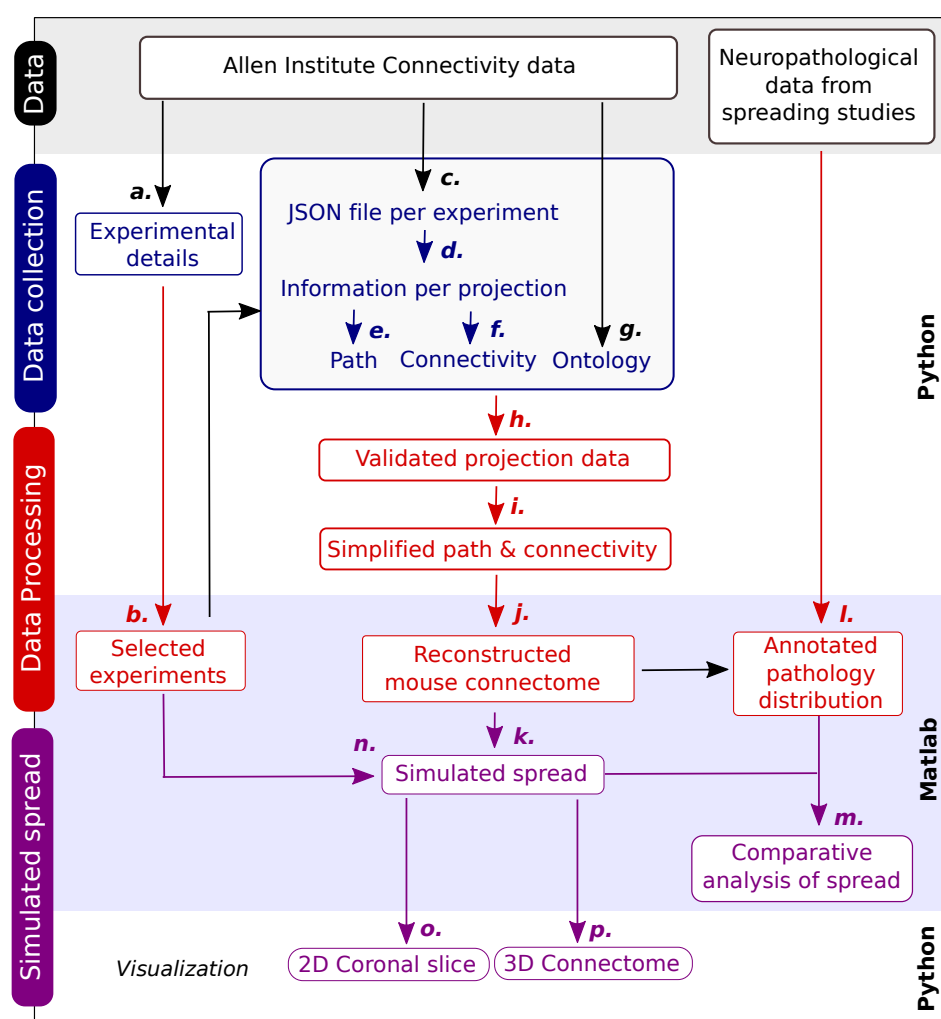 Data
Allen Institute Connectivity data
Neuropathological
data from
spreading studies
Data collection
a.
Experimental
details
c.
JSON file per experiment
d.
Information per projection
e.
f.
g.
Path
Connectivity
Ontology
Python
h.
Validated projection data
i.
Simplified path & connectivity
Data Processing
b.
Selected
experiments
j.
Reconstructed
mouse connectome
l.
Annotated
pathology
distribution
Simulated spread
n.
k.
Simulated spread
Matlab
m.
Comparative
analysis of spread
o.
p.
Visualization
2D Coronal slice
3D Connectome
Python